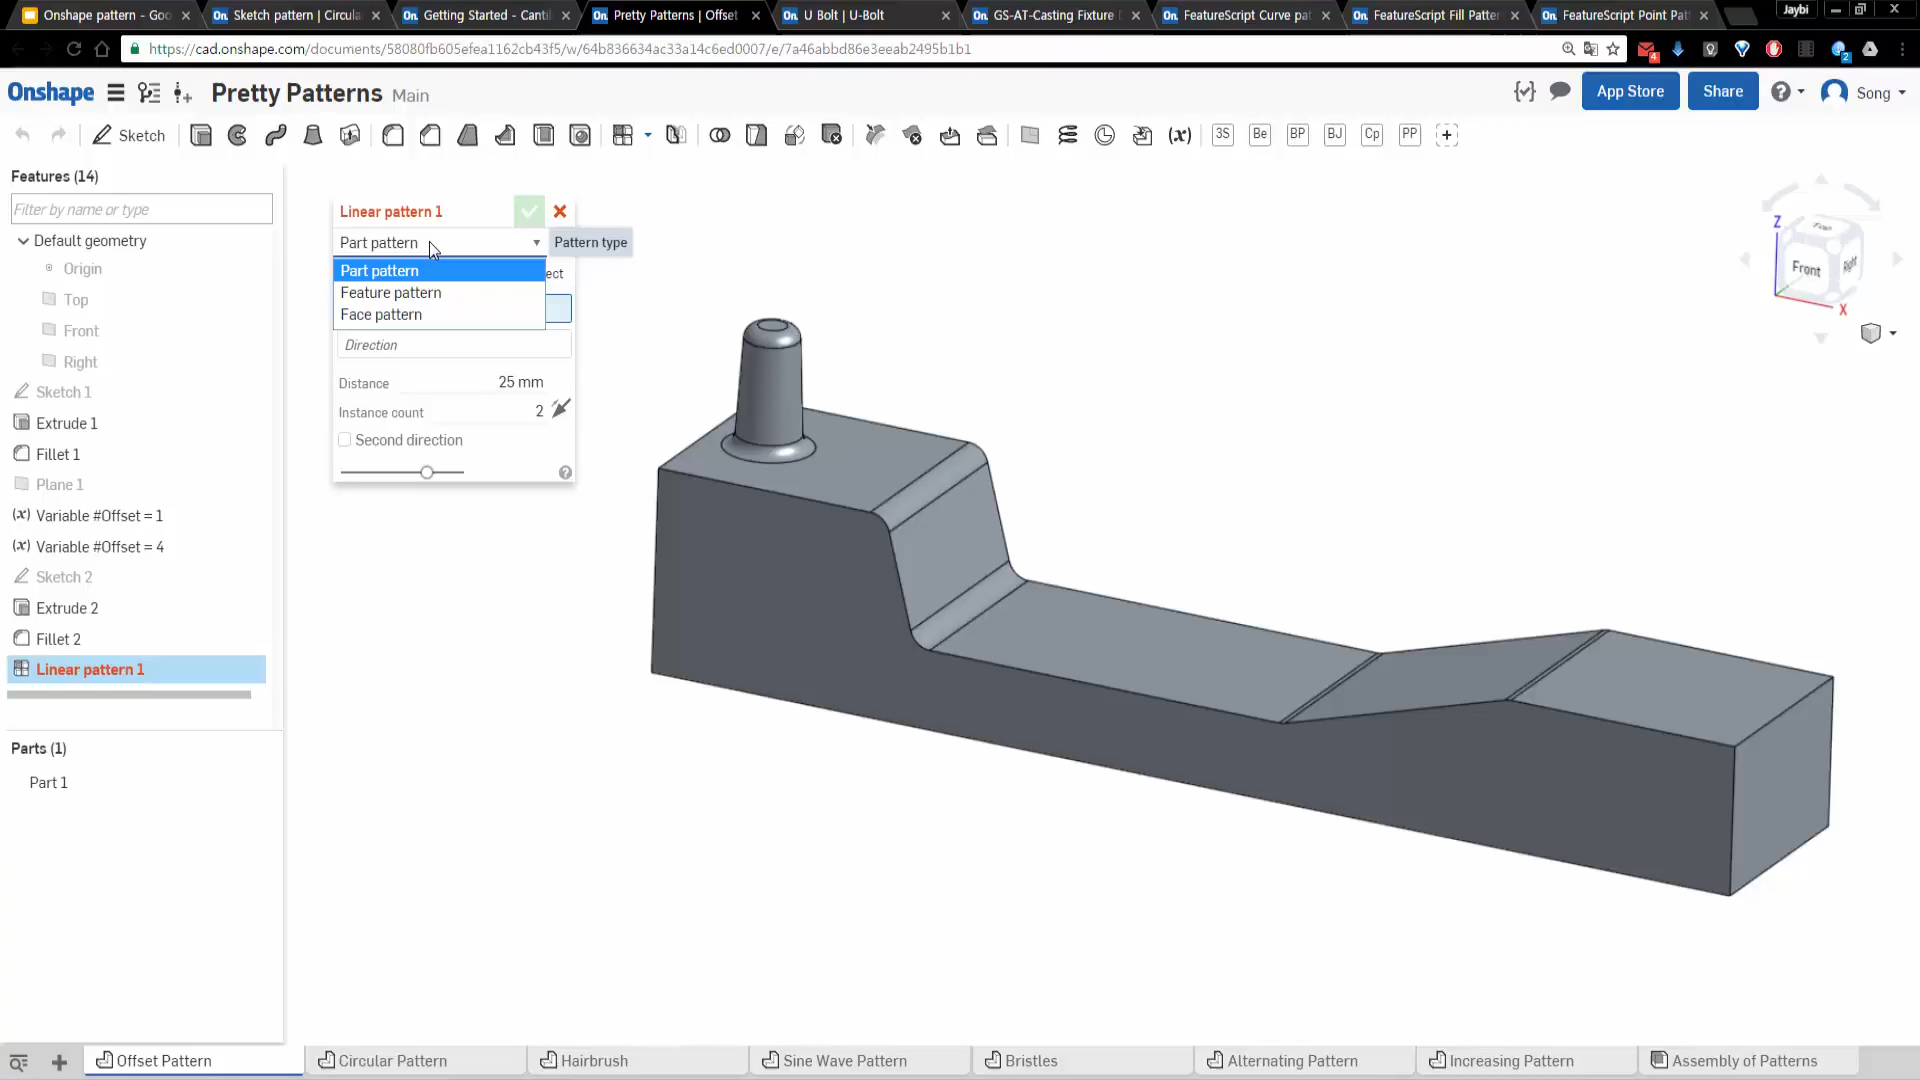 Onshape pattern - Goo
Sketch pattern | Circula
Getting Started - Canti
Pretty Patterns | Offset
U Bolt | U-Bolt
GS-AT-Casting Fixture
FeatureScript Curve pat
FeatureScript Fill Patter
FeatureScript Point Pat
Jaybi
https://cad.onshape.com/documents/58080fb605efea1162cb43f5/w/64b836634ac33a14c6ed0007/e/7a46abbd86e3eeab2495b1b1
4
2
Onshape
Pretty Patterns Main
App Store
Share
Song
Sketch
(x)
3S
Be
BP
BJ
Cp
PP
Features (14)
Filter by name or type
Default geometry
Origin
Top
Front
Right
Sketch 1
Extrude 1
Fillet 1
Plane 1
(x) Variable #Offset = 1
(x) Variable #Offset = 4
Sketch 2
Extrude 2
Fillet 2
Linear pattern 1
Parts (1)
Part 1
Linear pattern 1
Part pattern
Pattern type
Part pattern
ect
Feature pattern
Face pattern
Direction
Distance 25 mm
Instance count 2
Second direction
Z
Top
Front
Right
X
Offset Pattern
Circular Pattern
Hairbrush
Sine Wave Pattern
Bristles
Alternating Pattern
Increasing Pattern
Assembly of Patterns